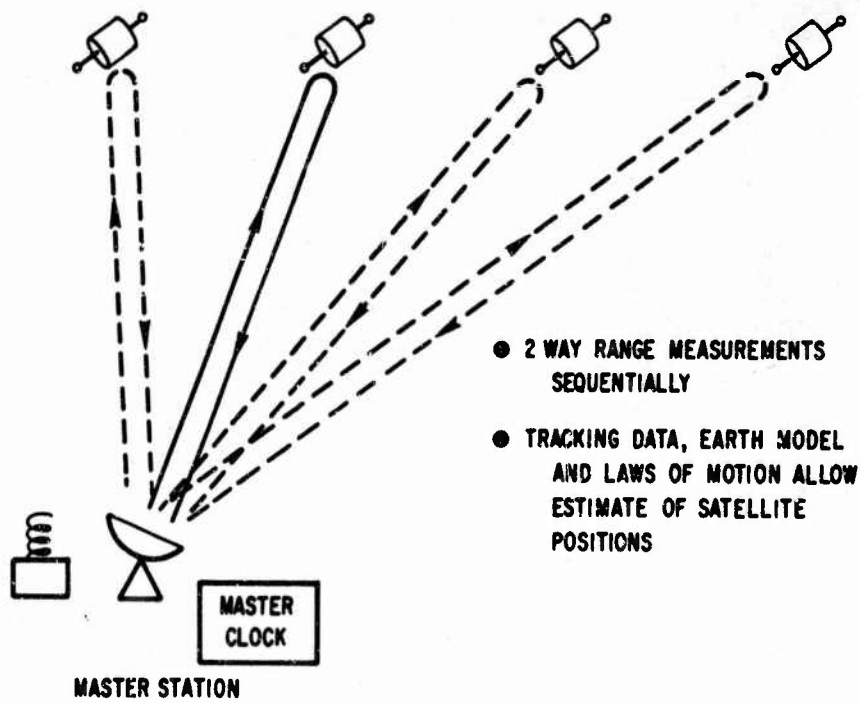 ● 2 WAY RANGE MEASUREMENTS
SEQUENTIALLY
● TRACKING DATA, EARTH MODEL
AND LAWS OF MOTION ALLOW
ESTIMATE OF SATELLITE
POSITIONS
MASTER
CLOCK
MASTER STATION